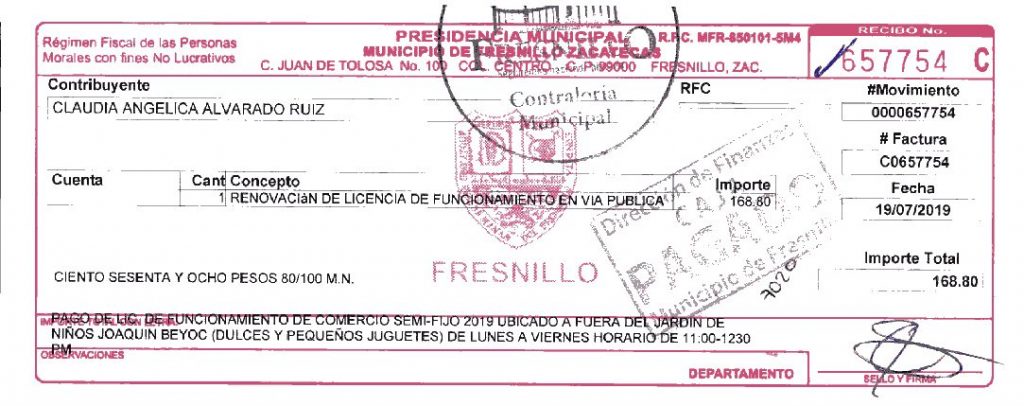 Régimen Fiscal de las Personas
Morales con fines No Lucrativos
PRESIDENCIA MUNICIPAL
MUNICIPIO DE FRESNILLO ZACATECAS
C. JUAN DE TOLOSA No. 100 COL. CENTRO C.P. 99000 FRESNILLO, ZAC.
R.F.C. MFR-850101-5M4
RECIBO No.
657754 C
Contraloría
Municipal
Contribuyente
CLAUDIA ANGELICA ALVARADO RUIZ
RFC
#Movimiento
0000657754
# Factura
C0657754
Fecha
19/07/2019
Cuenta Cant Concepto Importe
1 RENOVACIóN DE LICENCIA DE FUNCIONAMIENTO EN VIA PUBLICA 168.80
Dirección de Finanzas
CAJA
PAGADO
Municipio de Fresnillo
7020
Importe Total
168.80
CIENTO SESENTA Y OCHO PESOS 80/100 M.N.
FRESNILLO
PAGO DE LIC. DE FUNCIONAMIENTO DE COMERCIO SEMI-FIJO 2019 UBICADO A FUERA DEL JARDIN DE
NIÑOS JOAQUIN BEYOC (DULCES Y PEQUEÑOS JUGUETES) DE LUNES A VIERNES HORARIO DE 11:00-1230
PM
OBSERVACIONES
DEPARTAMENTO
SELLO Y FIRMA